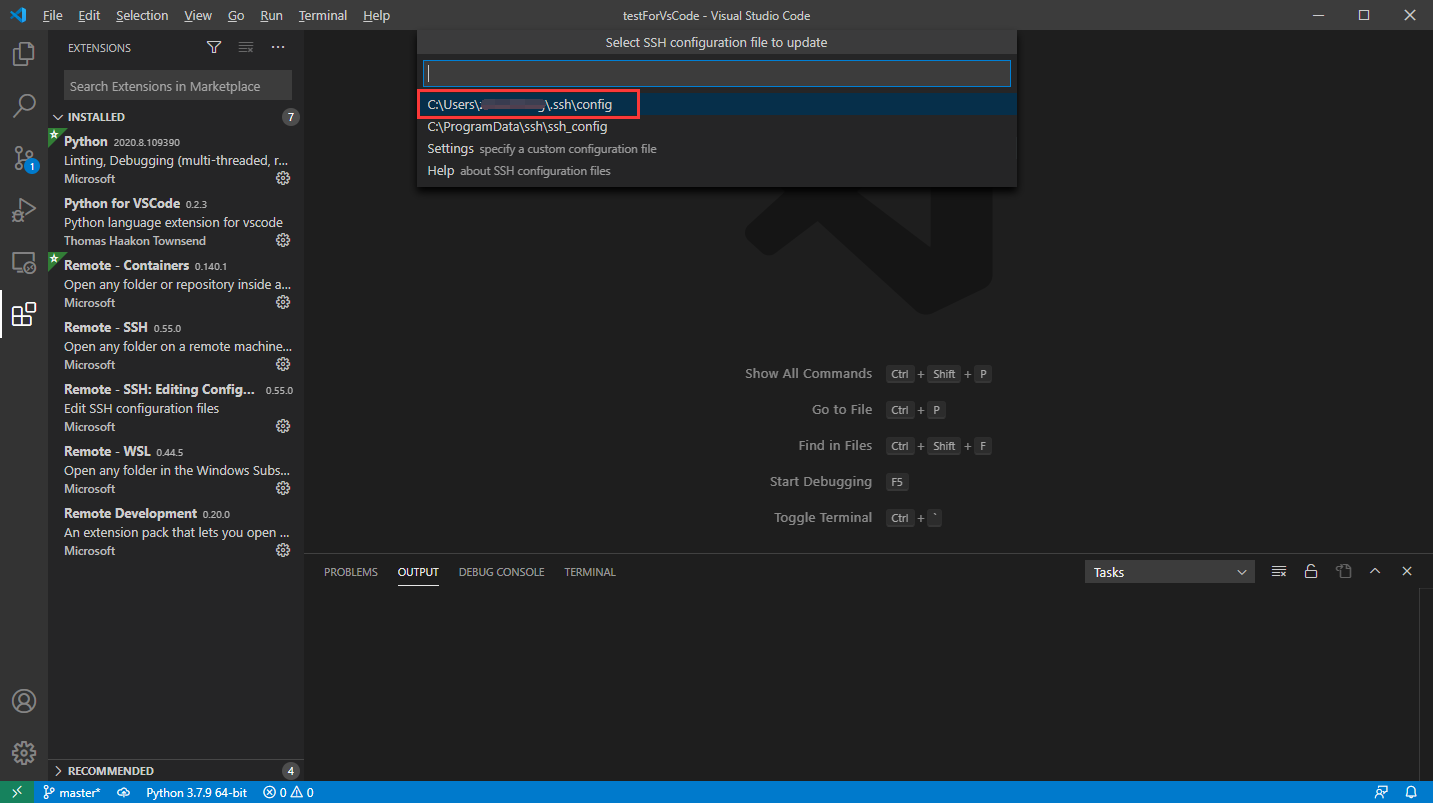 File Edit Selection View Go Run Terminal Help
testForVsCode - Visual Studio Code
EXTENSIONS
Search Extensions in Marketplace
INSTALLED 7
Python 2020.8.109390
Linting, Debugging (multi-threaded, r...
Microsoft
Python for VSCode 0.2.3
Python language extension for vscode
Thomas Haakon Townsend
Remote - Containers 0.140.1
Open any folder or repository inside a...
Microsoft
Remote - SSH 0.55.0
Open any folder on a remote machine...
Microsoft
Remote - SSH: Editing Config... 0.55.0
Edit SSH configuration files
Microsoft
Remote - WSL 0.44.5
Open any folder in the Windows Subs...
Microsoft
Remote Development 0.20.0
An extension pack that lets you open ...
Microsoft
RECOMMENDED 4
1
Select SSH configuration file to update
C:\Users\ \.ssh\config
C:\ProgramData\ssh\ssh_config
Settings specify a custom configuration file
Help about SSH configuration files
Show All Commands Ctrl + Shift + P
Go to File Ctrl + P
Find in Files Ctrl + Shift + F
Start Debugging F5
Toggle Terminal Ctrl + `
PROBLEMS OUTPUT DEBUG CONSOLE TERMINAL
Tasks
master* Python 3.7.9 64-bit 0 0